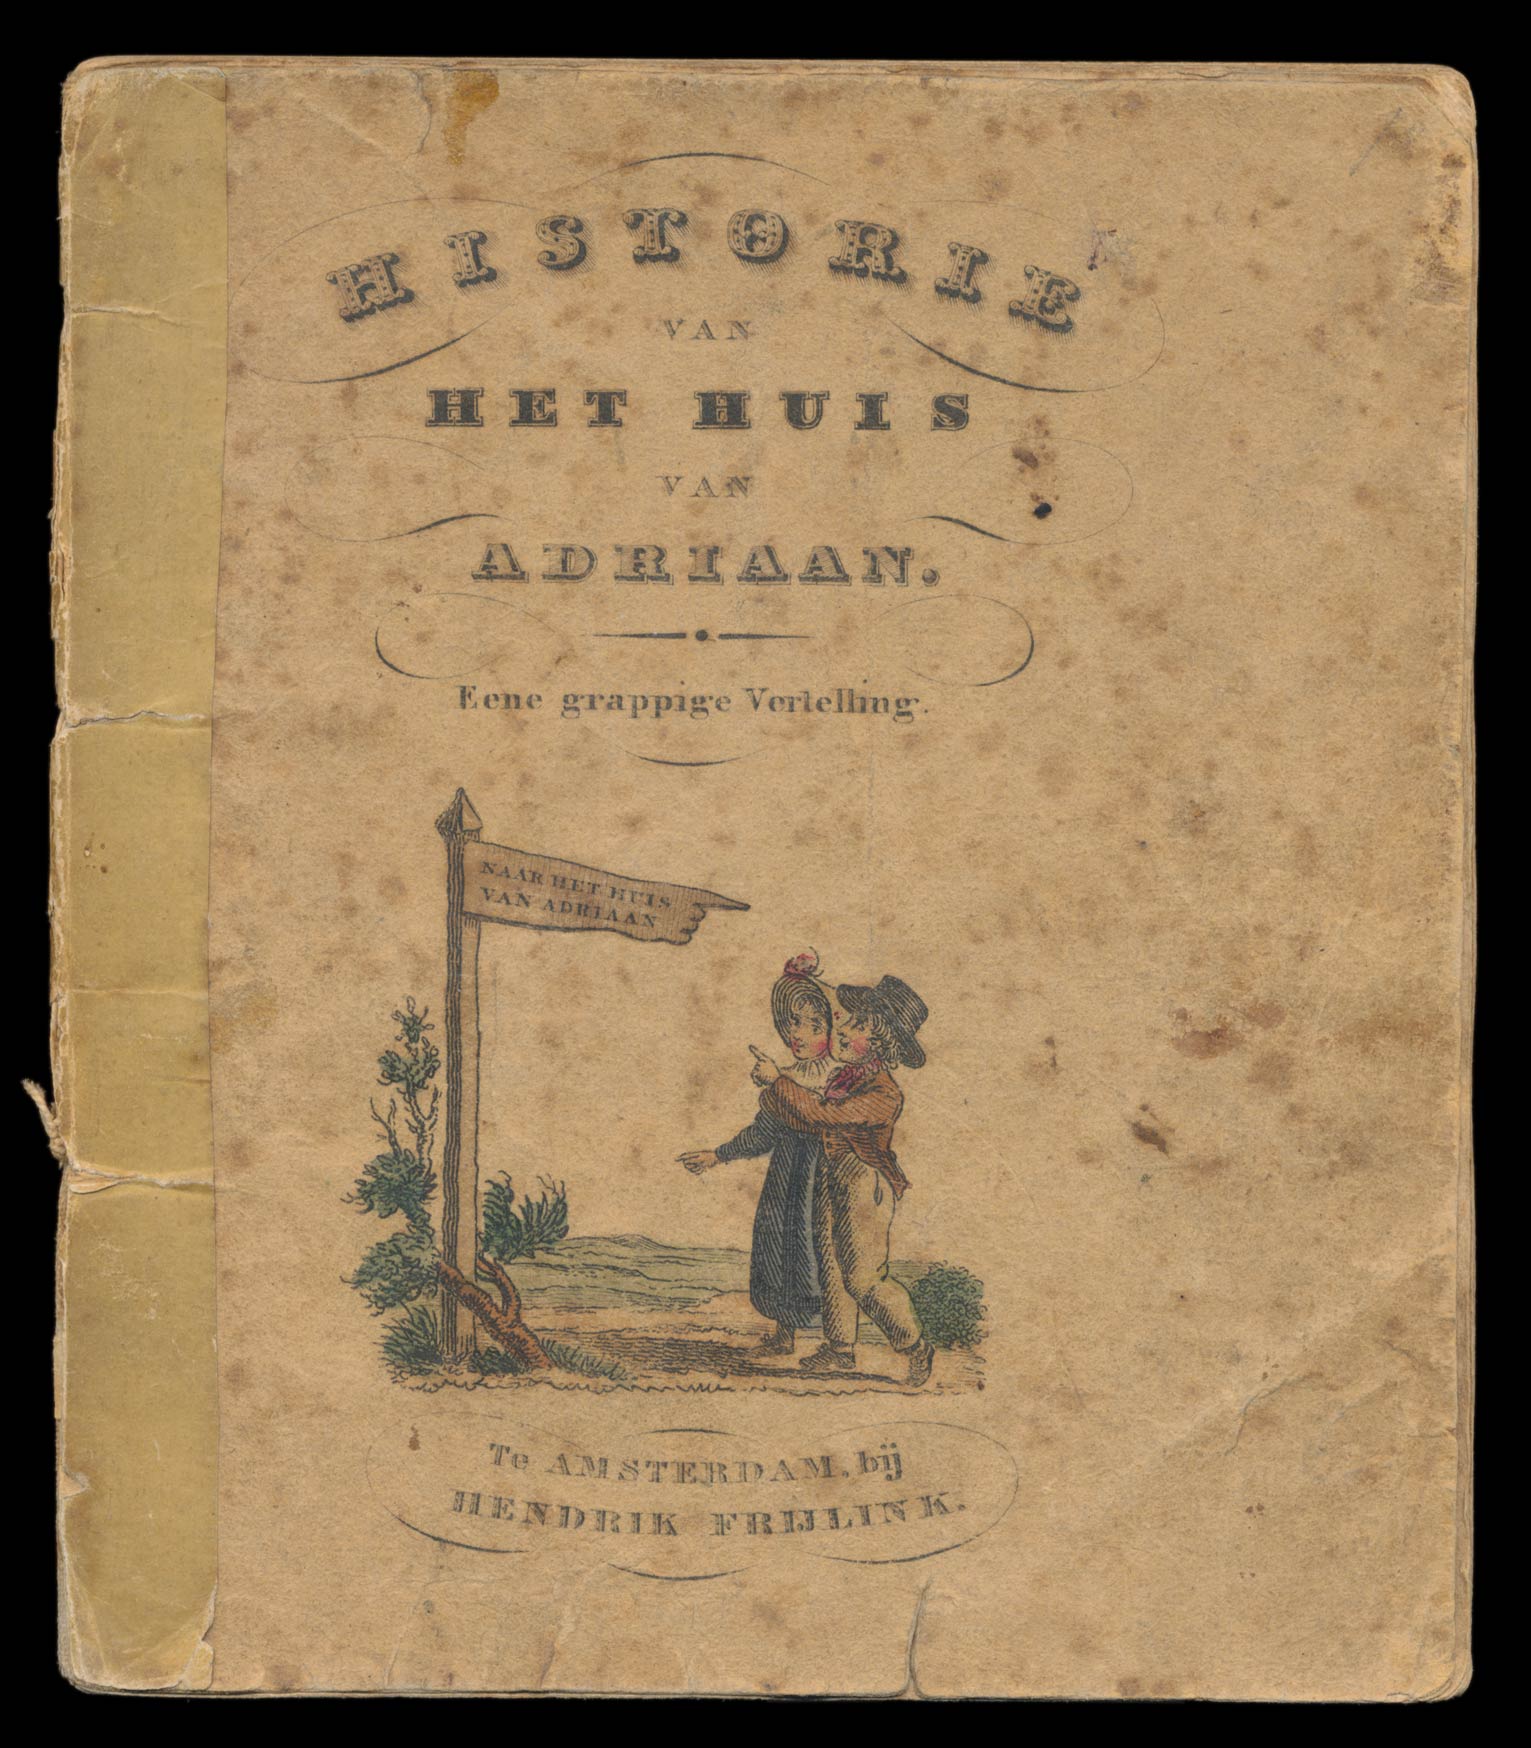 HISTORIE
VAN
HET HUIS
VAN
ADRIAAN.
Eene grappige Vertelling.
NAAR HET HUIS
VAN ADRIAAN
Te AMSTERDAM, bij
HENDRIK FRIJLINK.